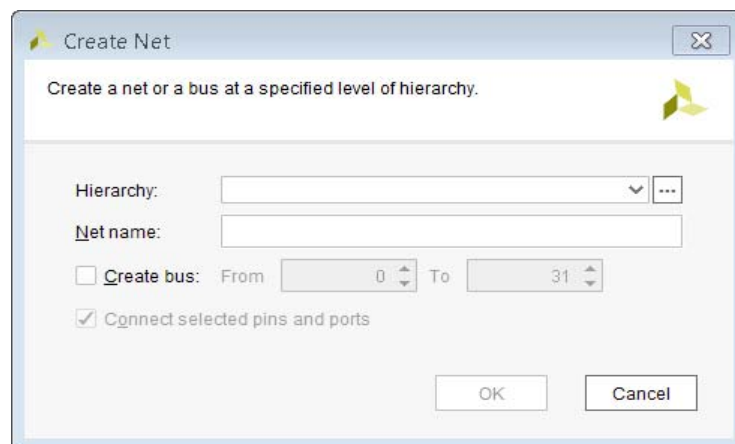 Create Net
Create a net or a bus at a specified level of hierarchy.
Hierarchy:
...
Net name:
Create bus: From 0 To 31
Connect selected pins and ports
OK Cancel